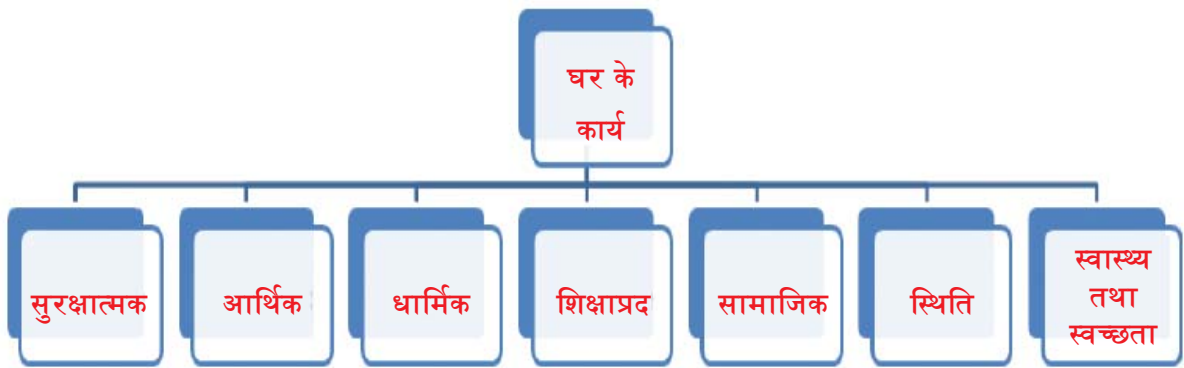 घर के
कार्य
सुरक्षात्मक
आर्थिक
धार्मिक
शिक्षाप्रद
सामाजिक
स्थिति
स्वास्थ्य
तथा
स्वच्छता